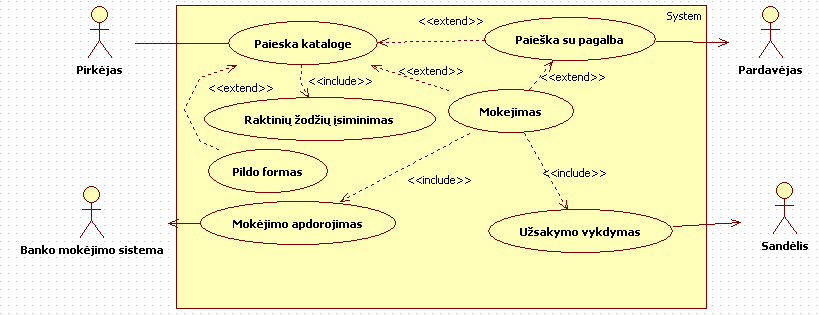 System
<<extend>>
Paieska kataloge
Paieška su pagalba
Pirkėjas
Pardavėjas
<<extend>>
<<include>>
<<extend>>
<<extend>>
Raktinių žodžių įsiminimas
Mokejimas
Pildo formas
<<include>>
<<include>>
Mokėjimo apdorojimas
Užsakymo vykdymas
Banko mokėjimo sistema
Sandėlis